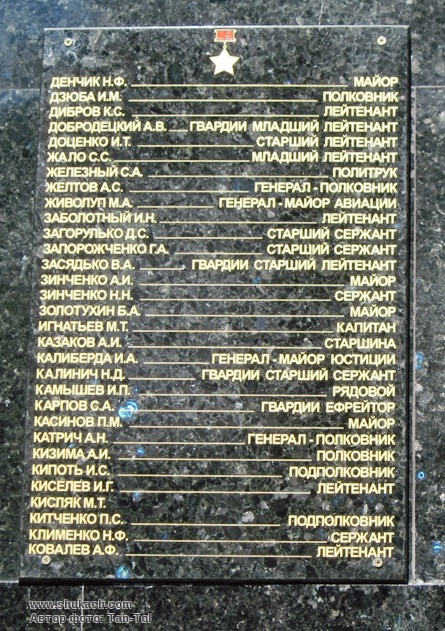 ДЕНЧИК Н.Ф. МАЙОР
ДЗЮБА И.М. ПОЛКОВНИК
ДИБРОВ К.С. ЛЕЙТЕНАНТ
ДОБРОДЕЦКИЙ А.В. ГВАРДИИ МЛАДШИЙ ЛЕЙТЕНАНТ
ДОЦЕНКО И.Т. СТАРШИЙ ЛЕЙТЕНАНТ
ЖАЛО С.С. МЛАДШИЙ ЛЕЙТЕНАНТ
ЖЕЛЕЗНЫЙ С.А. ПОЛИТРУК
ЖЕЛТОВ А.С. ГЕНЕРАЛ - ПОЛКОВНИК
ЖИВОЛУП М.А. ГЕНЕРАЛ - МАЙОР АВИАЦИИ
ЗАБОЛОТНЫЙ И.Н. ЛЕЙТЕНАНТ
ЗАГОРУЛЬКО Д.С. СТАРШИЙ СЕРЖАНТ
ЗАПОРОЖЧЕНКО Г.А. СТАРШИЙ СЕРЖАНТ
ЗАСЯДЬКО В.А. ГВАРДИИ СТАРШИЙ ЛЕЙТЕНАНТ
ЗИНЧЕНКО А.И. МАЙОР
ЗИНЧЕНКО Н.Н. СЕРЖАНТ
ЗОЛОТУХИН Б.А. МАЙОР
ИГНАТЬЕВ М.Т. КАПИТАН
КАЗАКОВ А.И. СТАРШИНА
КАЛИБЕРДА И.А. ГЕНЕРАЛ - МАЙОР ЮСТИЦИИ
КАЛИНИЧ Н.Д. ГВАРДИИ СТАРШИЙ СЕРЖАНТ
КАМЫШЕВ И.П. РЯДОВОЙ
КАРПОВ С.А. ГВАРДИИ ЕФРЕЙТОР
КАСИНОВ П.М. МАЙОР
КАТРИЧ А.Н. ГЕНЕРАЛ - ПОЛКОВНИК
КИЗИМА А.И. ПОЛКОВНИК
КИПОТЬ И.С. ПОДПОЛКОВНИК
КИСЕЛЕВ И.Г. ЛЕЙТЕНАНТ
КИСЛЯК М.Т.
КИТЧЕНКО П.С. ПОДПОЛКОВНИК
КЛИМЕНКО Н.Ф. СЕРЖАНТ
КОВАЛЕВ А.Ф. ЛЕЙТЕНАНТ
www.shukach.com
Автор фото: Tan-Tol